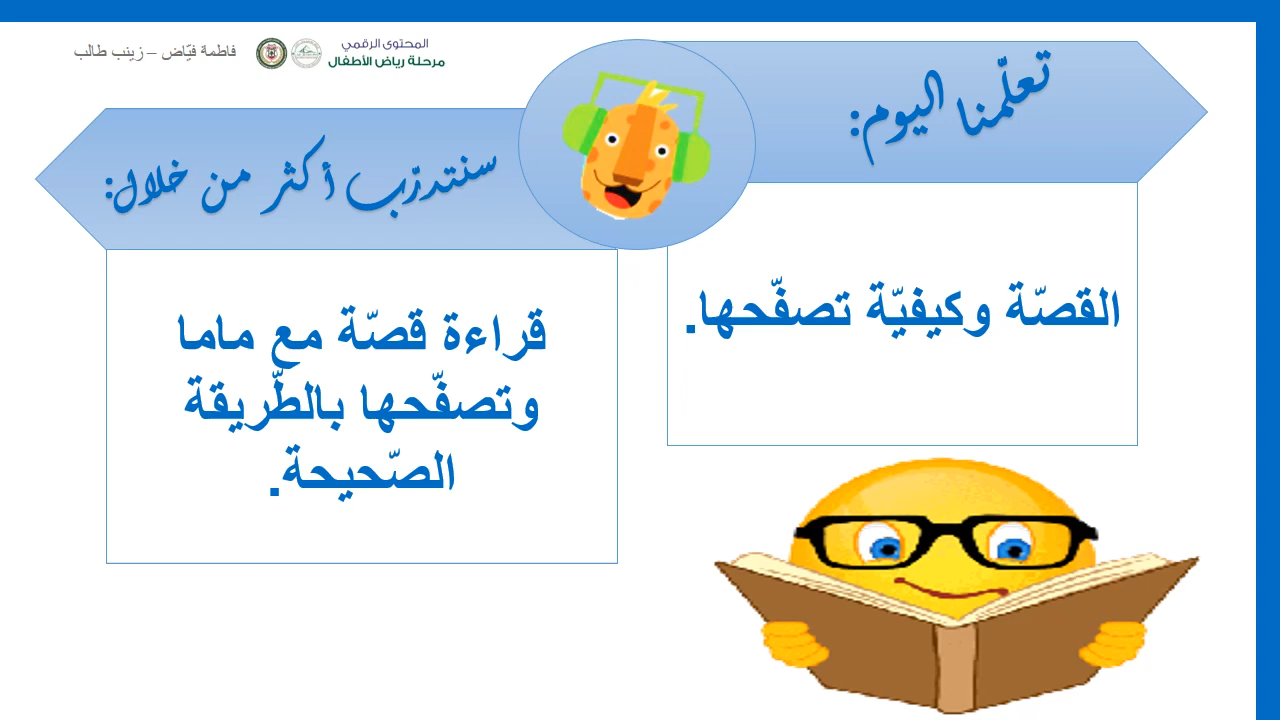 المحتوى الرقمي
مرحلة رياض الأطفال
فاطمة فيّاض – زينب طالب
تعلّمنا اليوم:
القصّة وكيفيّة تصفّحها.
سنتدرّب أكثر من خلال:
قراءة قصّة مع ماما
وتصفّحها بالطّريقة
الصّحيحة.